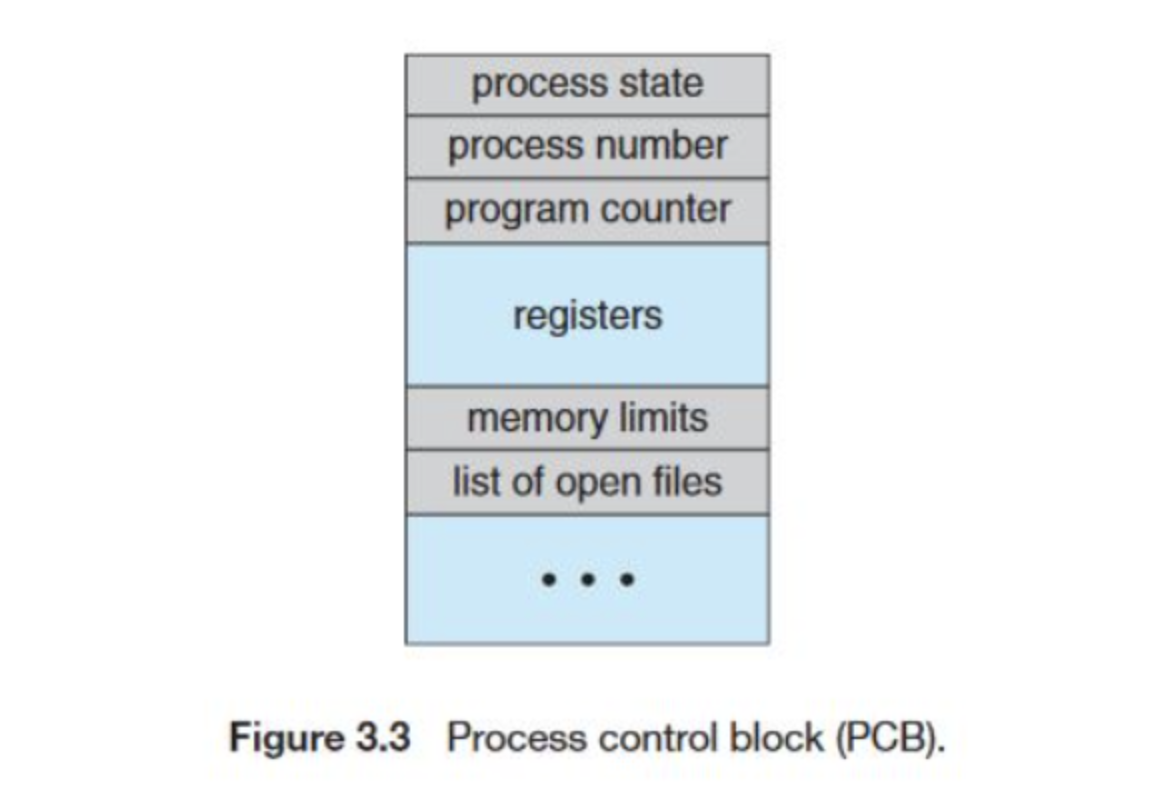 process state
process number
program counter
registers
memory limits
list of open files
• • •
Figure 3.3 Process control block (PCB).